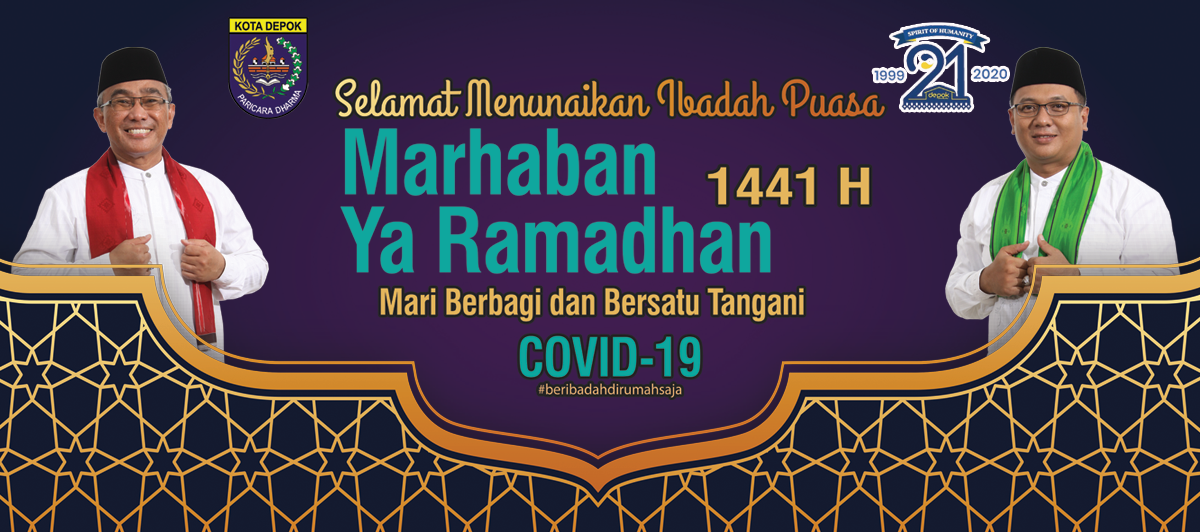 KOTA DEPOK
PARICARA DHARMA
SPIRIT OF HUMANITY
1999 21 2020
depok
Selamat Menunaikan Ibadah Puasa
Marhaban
Ya Ramadhan
1441 H
Mari Berbagi dan Bersatu Tangani
COVID-19
#beribadahdirumahsaja